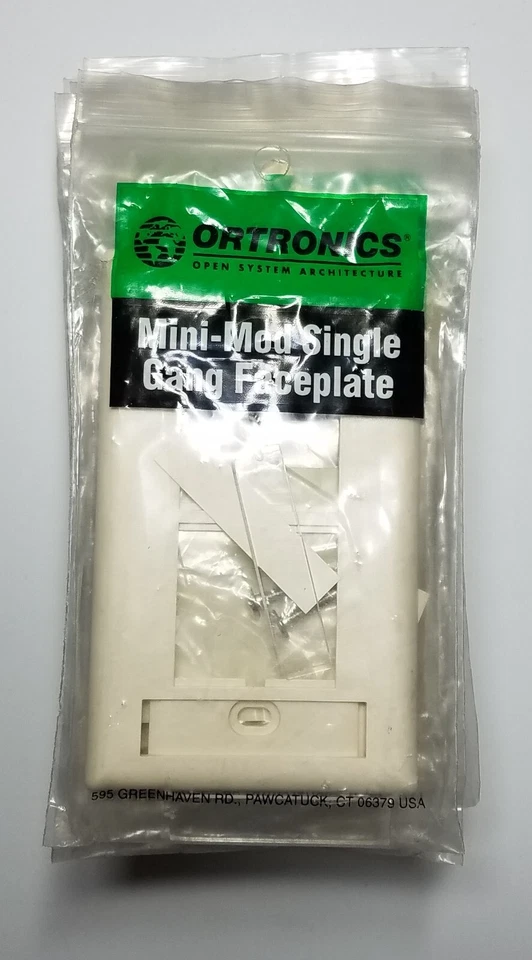 ORTRONICS®
OPEN SYSTEM ARCHITECTURE
Mini-Mod Single
Gang Faceplate
595 GREENHAVEN RD., PAWCATUCK, CT 06379 USA